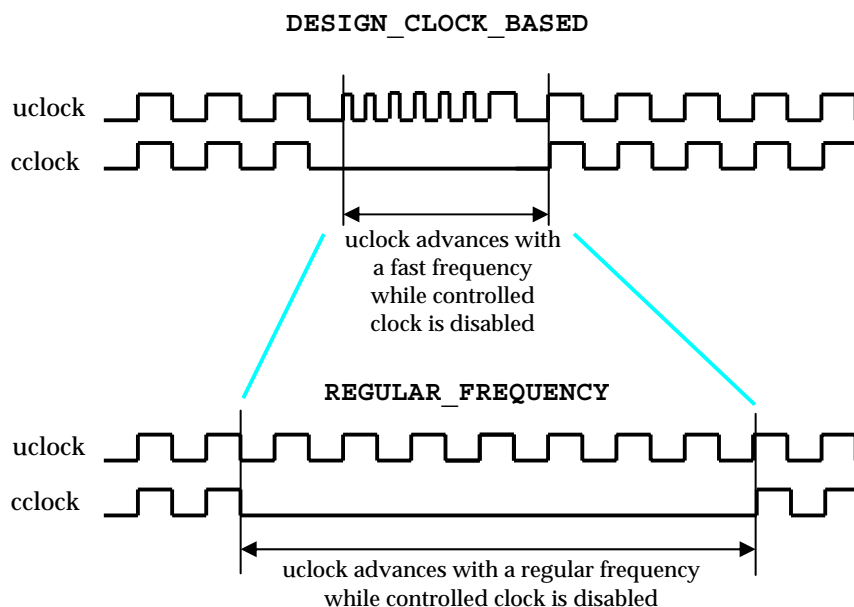 DESIGN_CLOCK_BASED
uclock
cclock
uclock advances with
a fast frequency
while controlled
clock is disabled
REGULAR_FREQUENCY
uclock
cclock
uclock advances with a regular frequency
while controlled clock is disabled